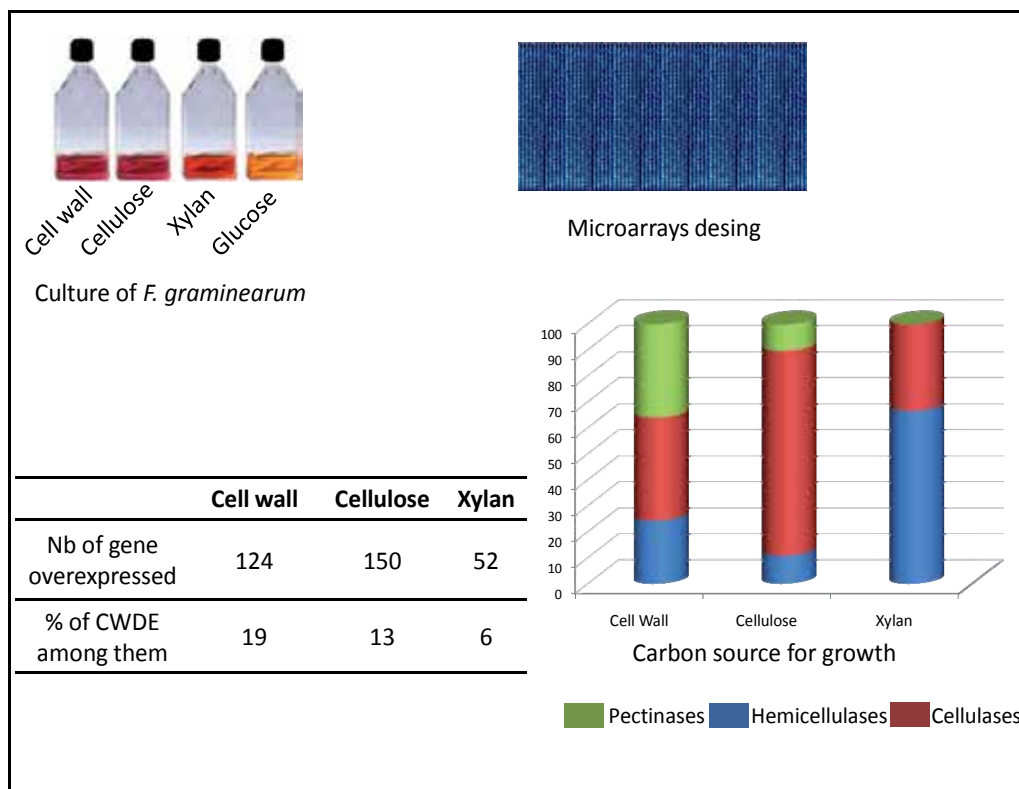 Cell wall
Cellulose
Xylan
Glucose
Culture of F. graminearum
Microarrays desing
Cell wall Cellulose Xylan
Nb of gene
overexpressed
124 150 52
% of CWDE
among them
19 13 6
100
90
80
70
60
50
40
30
20
10
0
Cell Wall Cellulose Xylan
Carbon source for growth
Pectinases Hemicellulases Cellulases